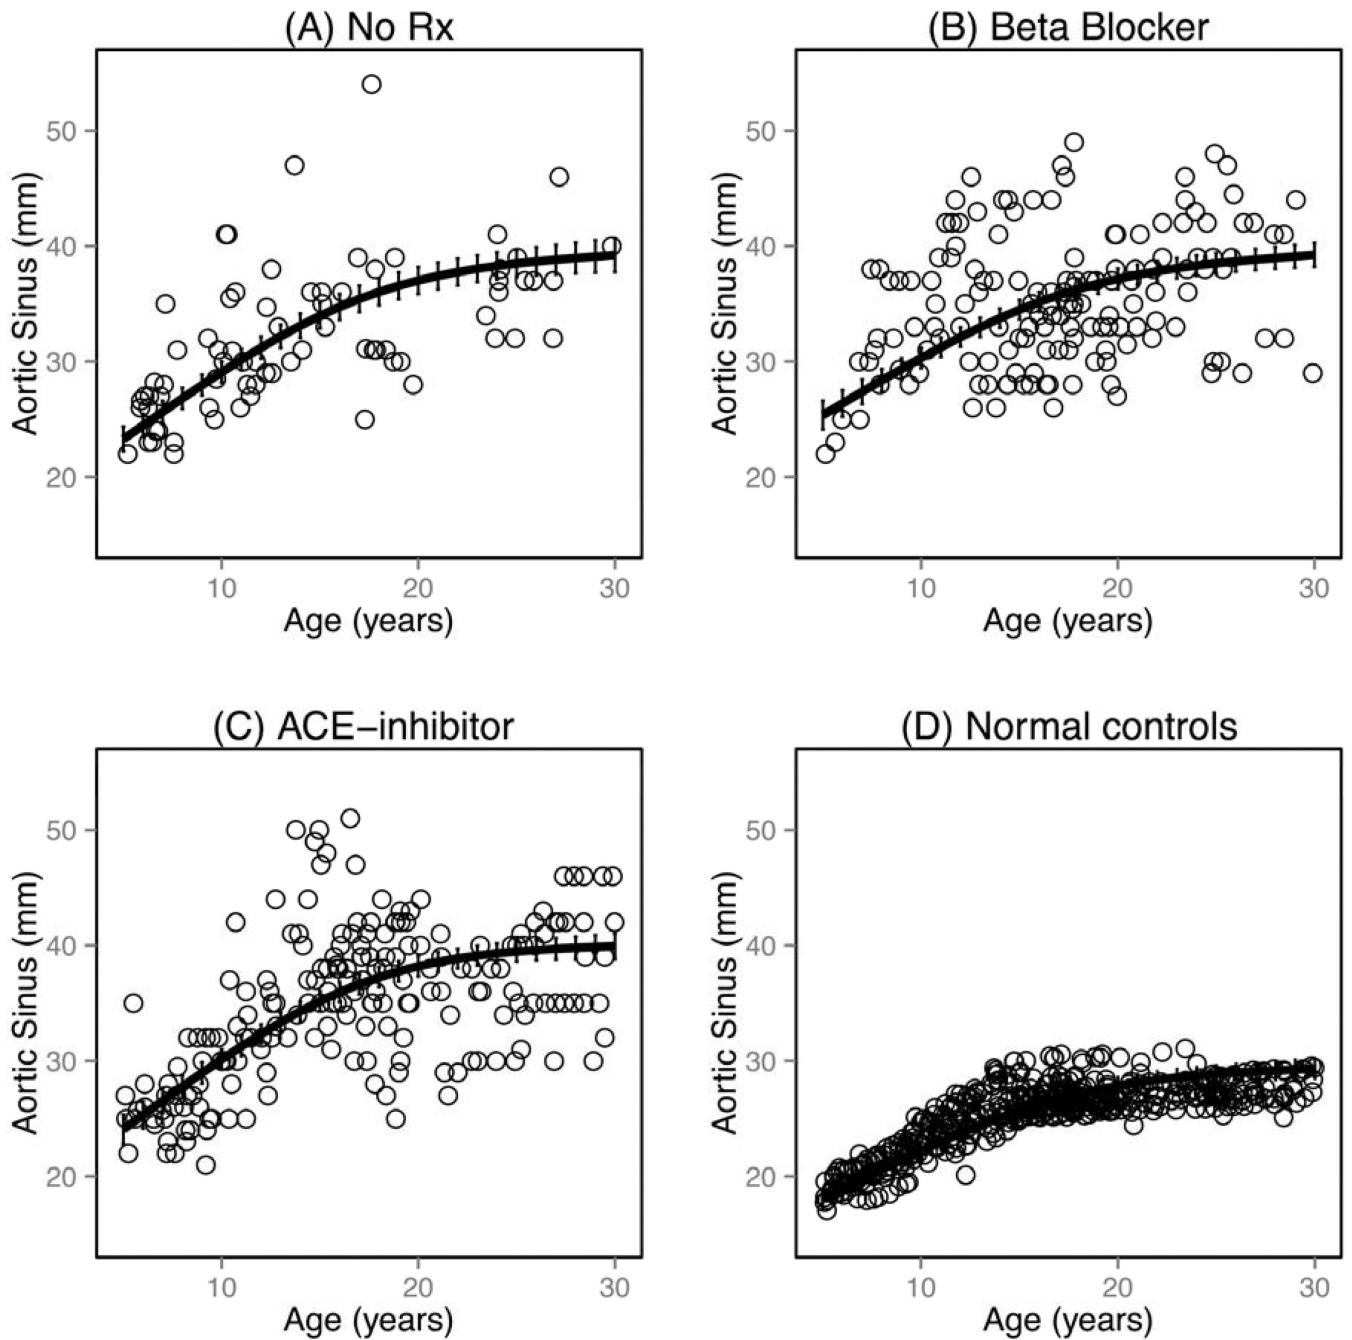 (A) No Rx
(B) Beta Blocker
Aortic Sinus (mm)
50
40
30
20
10 20 30
Age (years)
Aortic Sinus (mm)
50
40
30
20
10 20 30
Age (years)
(C) ACE−inhibitor
(D) Normal controls
Aortic Sinus (mm)
50
40
30
20
10 20 30
Age (years)
Aortic Sinus (mm)
50
40
30
20
10 20 30
Age (years)